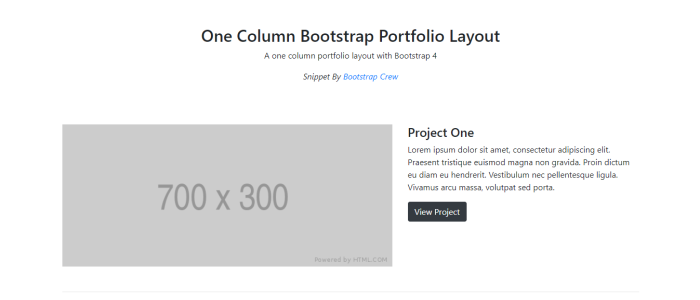 One Column Bootstrap Portfolio Layout
A one column portfolio layout with Bootstrap 4
Snippet By Bootstrap Crew
700 x 300
Powered by HTML.COM
Project One
Lorem ipsum dolor sit amet, consectetur adipiscing elit.
Praesent tristique euismod magna non gravida. Proin dictum
eu diam eu hendrerit. Vestibulum nec pellentesque ligula.
Vivamus arcu massa, volutpat sed porta.
View Project